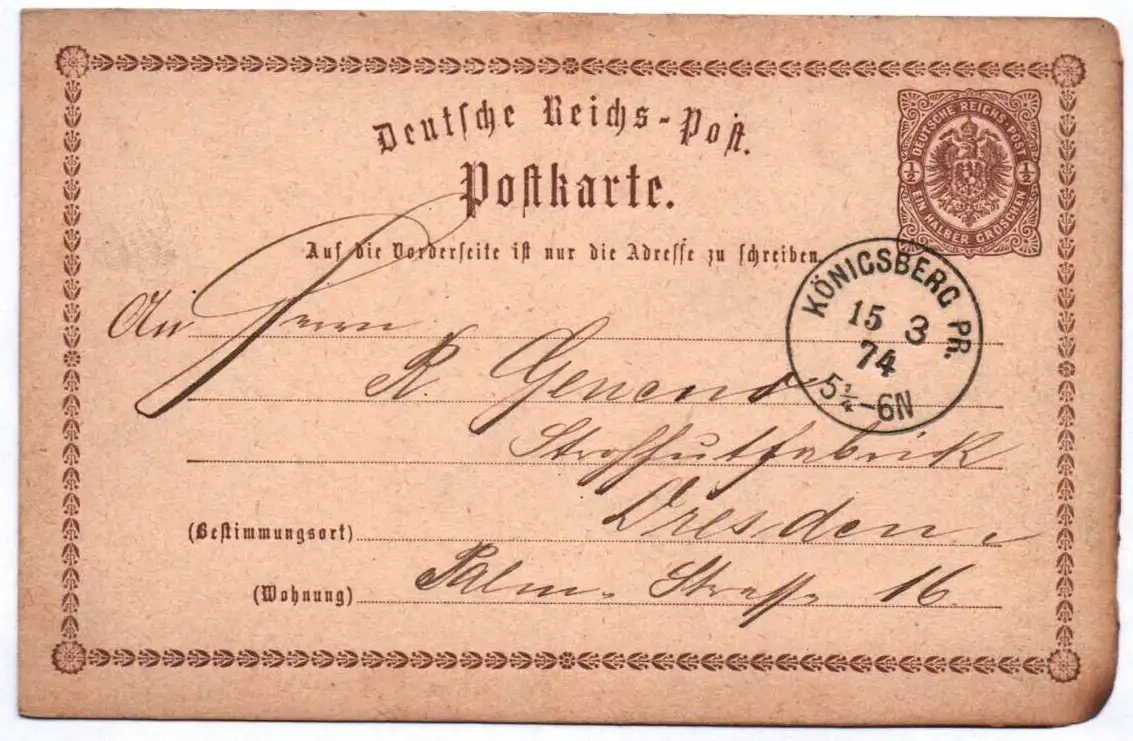 Deutsche Reichs-Post.
Postkarte.
DEUTSCHE REICHS-POST
½ ½
EIN HALBER GROSCHEN
Auf die Vorderseite ist nur die Adresse zu schreiben.
KÖNIGSBERG PR.
15 3
74
5¼-6N
An Herrn
R.
Strohhutfabrik
(Bestimmungsort) Dresden
(Wohnung) Palm-Strasse 16